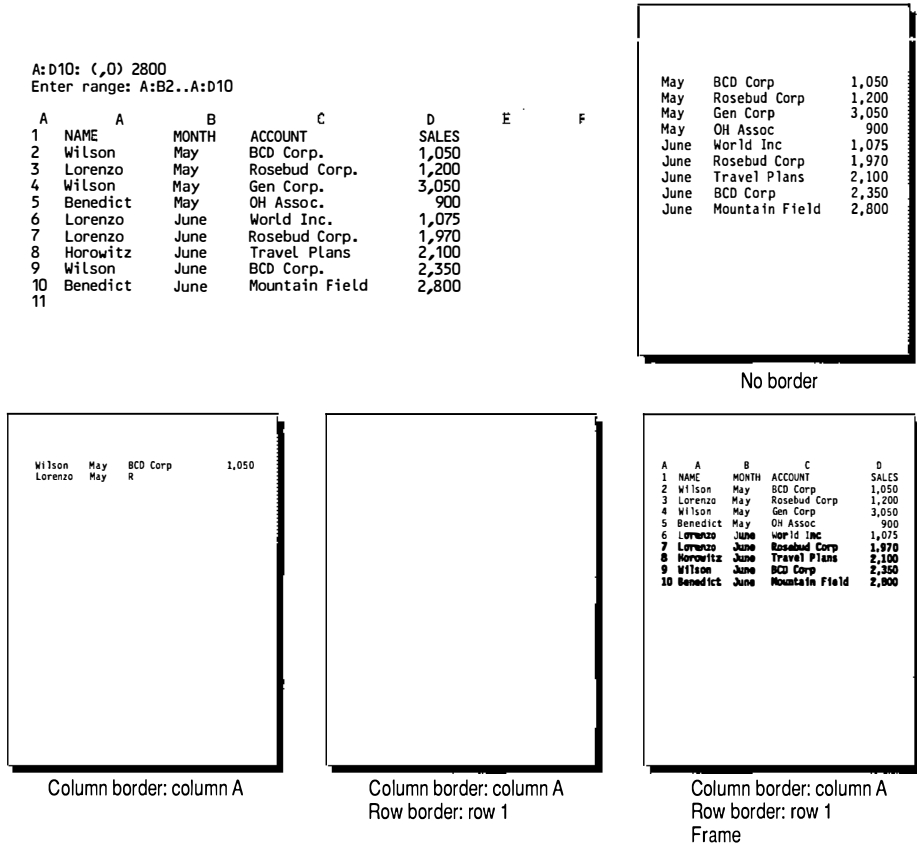 A:D10: (,0) 2800
Enter range: A:B2..A:D10
A A B C D E F
1 NAME MONTH ACCOUNT SALES
2 Wilson May BCD Corp. 1,050
3 Lorenzo May Rosebud Corp. 1,200
4 Wilson May Gen Corp. 3,050
5 Benedict May OH Assoc. 900
6 Lorenzo June World Inc. 1,075
7 Lorenzo June Rosebud Corp. 1,970
8 Horowitz June Travel Plans 2,100
9 Wilson June BCD Corp. 2,350
10 Benedict June Mountain Field 2,800
11
May BCD Corp 1,050
May Rosebud Corp 1,200
May Gen Corp 3,050
May OH Assoc 900
June World Inc 1,075
June Rosebud Corp 1,970
June Travel Plans 2,100
June BCD Corp 2,350
June Mountain Field 2,800
No border
Wilson May BCD Corp 1,050
Lorenzo May R
Column border: column A
Column border: column A
Row border: row 1
A A B C D
1 NAME MONTH ACCOUNT SALES
2 Wilson May BCD Corp 1,050
3 Lorenzo May Rosebud Corp 1,200
4 Wilson May Gen Corp 3,050
5 Benedict May OH Assoc 900
6 Lorenzo June World Inc 1,075
7 Lorenzo June Rosebud Corp 1,970
8 Horowitz June Travel Plans 2,100
9 Wilson June BCD Corp 2,350
10 Benedict June Mountain Field 2,800
Column border: column A
Row border: row 1
Frame